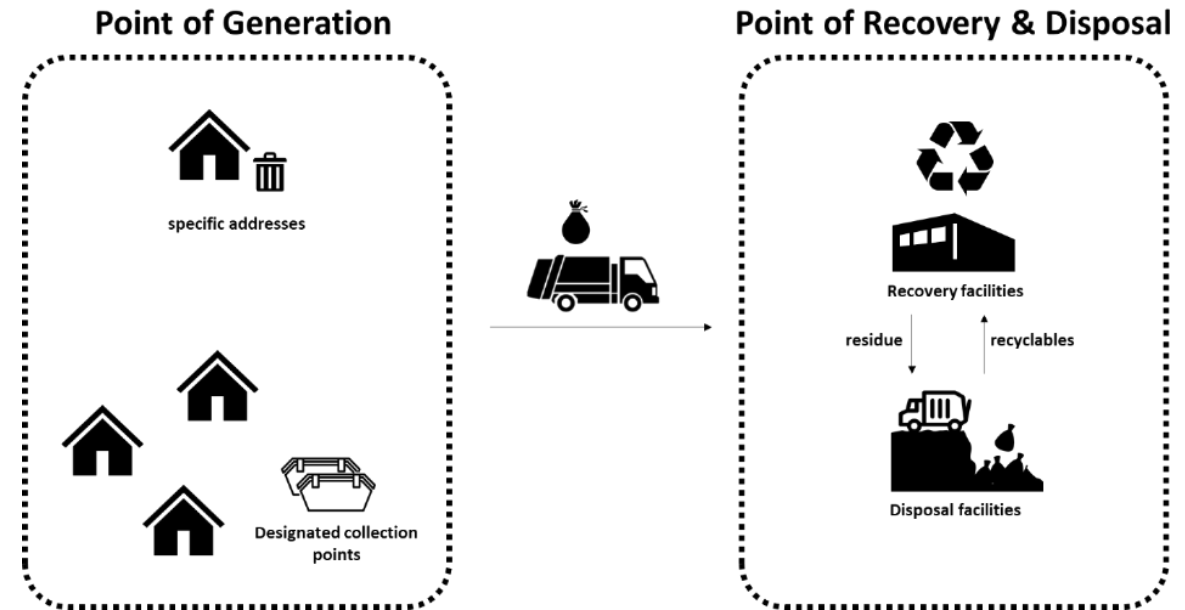 Point of Generation
Point of Recovery & Disposal
specific addresses
Designated collection
points
Recovery facilities
residue
recyclables
Disposal facilities